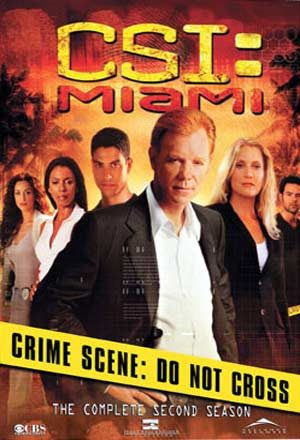 CSI:
MIAMI
CRIME SCENE: DO NOT CROSS
THE COMPLETE SECOND SEASON
CBS